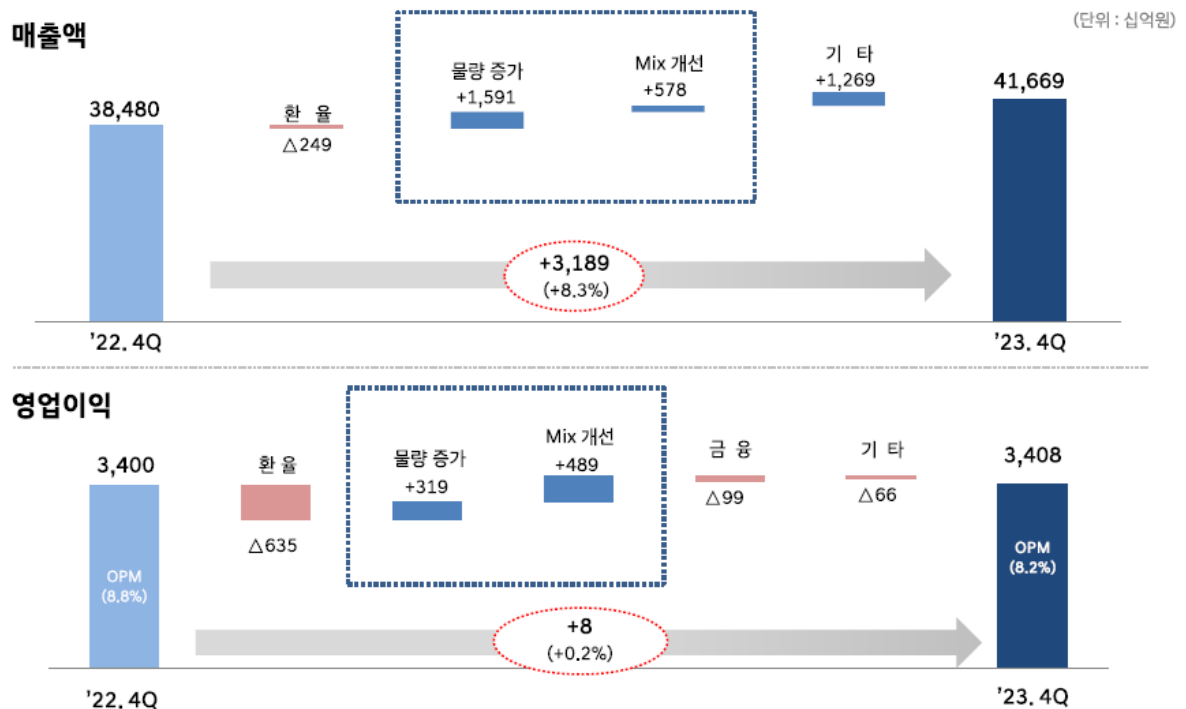 (단위 : 십억원)
매출액
38,480
환 율
△249
물량 증가
+1,591
Mix 개선
+578
기 타
+1,269
41,669
+3,189
(+8.3%)
’22. 4Q
’23. 4Q
영업이익
3,400
OPM
(8.8%)
환 율
△635
물량 증가
+319
Mix 개선
+489
금 융
△99
기 타
△66
3,408
OPM
(8.2%)
+8
(+0.2%)
’22. 4Q
’23. 4Q